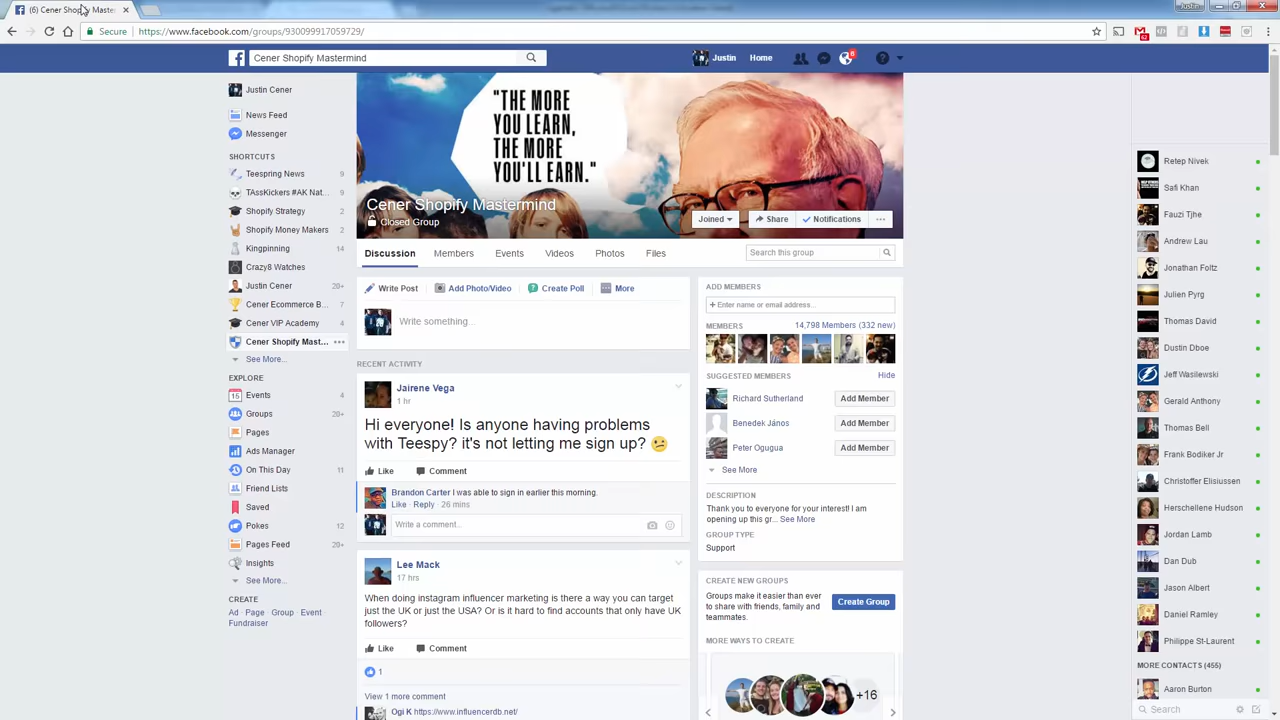 (6) Cener Shopify Master
Justin
Secure
https://www.facebook.com/groups/930099917059729/
Cener Shopify Mastermind
Justin
Home
6
Justin Cener
News Feed
Messenger
SHORTCUTS
Teespring News 9
TAssKickers #AK Nat... 9
Shopify Strategy 2
Shopify Money Makers 2
Kingpinning 14
Crazy8 Watches
Justin Cener 20+
Cener Ecommerce B... 7
Cener VIP Academy 4
Cener Shopify Mast...
See More...
EXPLORE
Events 4
Groups 20+
Pages
Ads Manager
On This Day 11
Friend Lists
Saved
Pokes 12
Pages Feed 20+
Insights
See More...
CREATE
Ad Page Group Event
Fundraiser
"THE MORE
YOU LEARN,
THE MORE
YOU'LL EARN."
Cener Shopify Mastermind
Closed Group
Joined
Share
Notifications
Discussion
Members
Events
Videos
Photos
Files
Search this group
Write Post
Add Photo/Video
Create Poll
More
Write something...
RECENT ACTIVITY
Jairene Vega
1 hr
Hi everyone! Is anyone having problems
with Teespy? it's not letting me sign up?
Like
Comment
Brandon Carter I was able to sign in earlier this morning.
Like · Reply · 26 mins
Write a comment...
Lee Mack
17 hrs
When doing instagram influencer marketing is there a way you can target
just the UK or just the USA? Or is it hard to find accounts that only have UK
followers?
Like
Comment
1
View 1 more comment
Ogi K https://www.influencerdb.net/
ADD MEMBERS
+ Enter name or email address...
MEMBERS
14,798 Members (332 new)
SUGGESTED MEMBERS
Hide
Richard Sutherland
Add Member
Benedek János
Add Member
Peter Ogugua
Add Member
See More
DESCRIPTION
Thank you to everyone for your interest! I am
opening up this gr... See More
GROUP TYPE
Support
CREATE NEW GROUPS
Groups make it easier than ever
to share with friends, family and
teammates.
Create Group
MORE WAYS TO CREATE
+16
Retep Nivek
Safi Khan
Fauzi Tjhe
Andrew Lau
Jonathan Foltz
Julien Pyrg
Thomas David
Dustin Dboe
Jeff Wasilewski
Gerald Anthony
Thomas Bell
Frank Bodiker Jr
Christoffer Elisiussen
Herschellene Hudson
Jordan Lamb
Dan Dub
Jason Albert
Daniel Ramley
Philippe St-Laurent
MORE CONTACTS (455)
Aaron Burton
Search